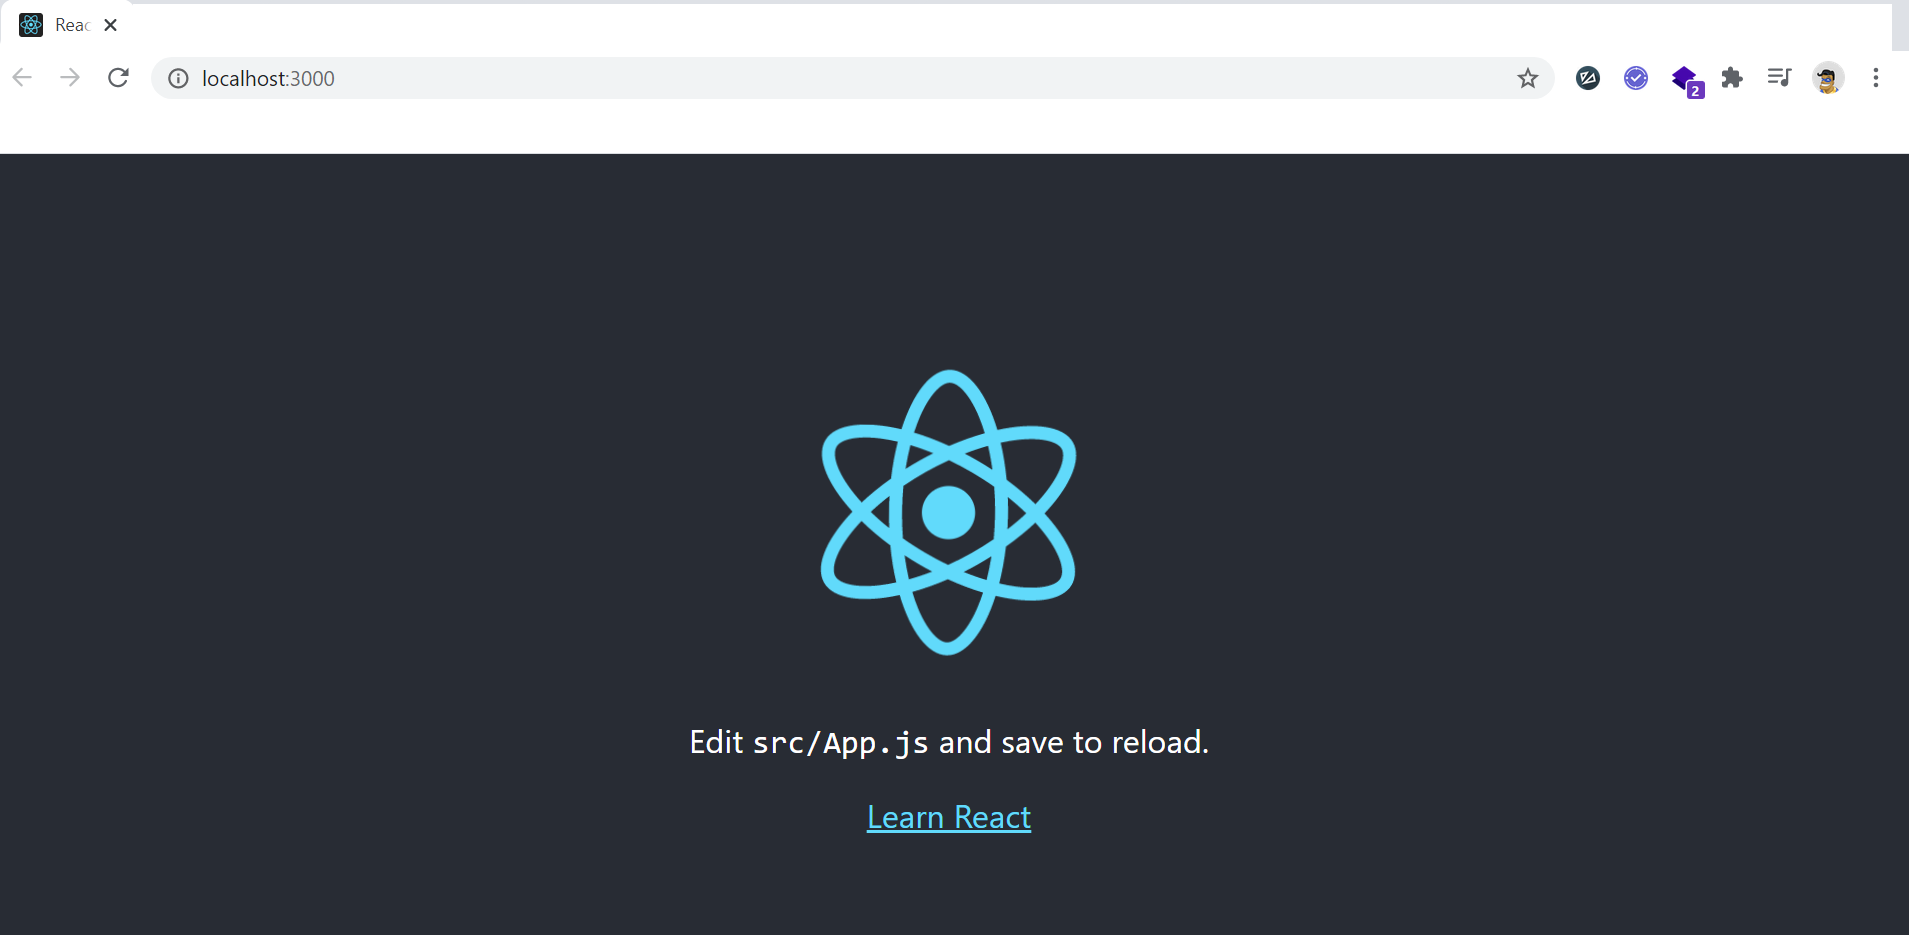 Reac
localhost:3000
2
Edit src/App.js and save to reload.
Learn React